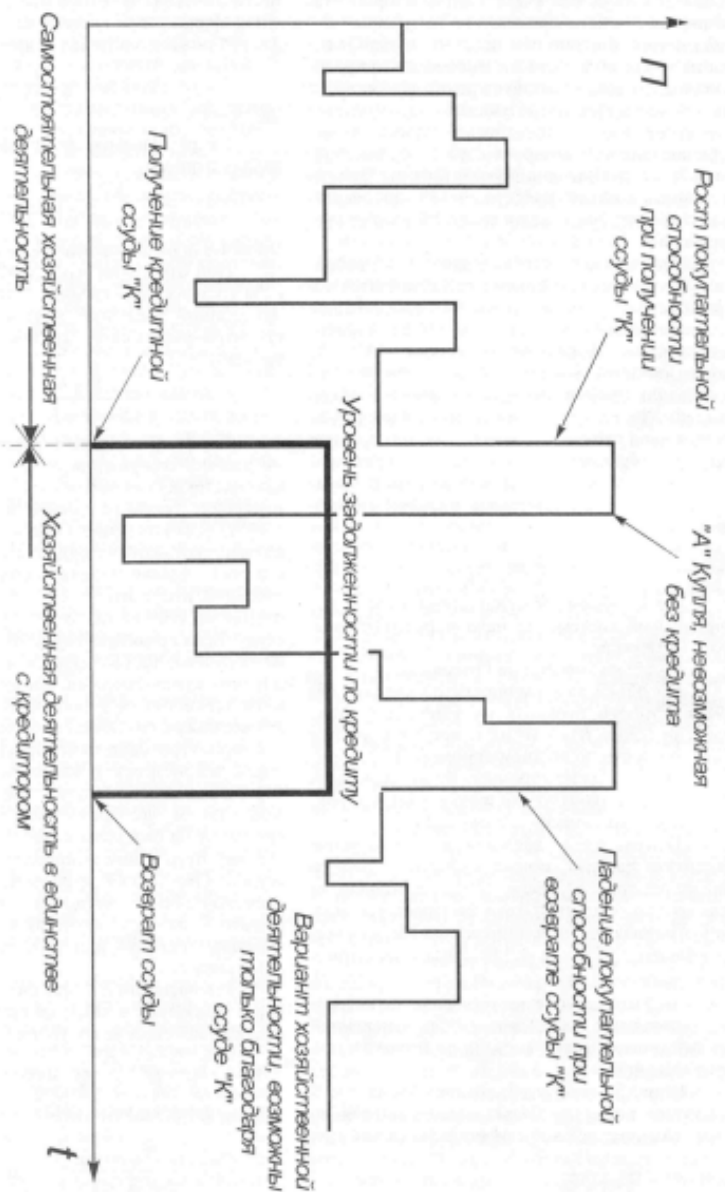 П
Рост покупательной
способности
при получении
ссуды "К"
"А" Купля, невозможная
без кредита
Падение покупательной
способности при
возврате ссуды "К"
Уровень задолженности по кредиту
Вариант хозяйственной
деятельности, возможны
только благодаря
ссуде "К"
Получение кредитной
ссуды "К"
Возврат ссуды
t
Самостоятельная хозяйственная
деятельность
Хозяйственная деятельность в единстве
с кредитором